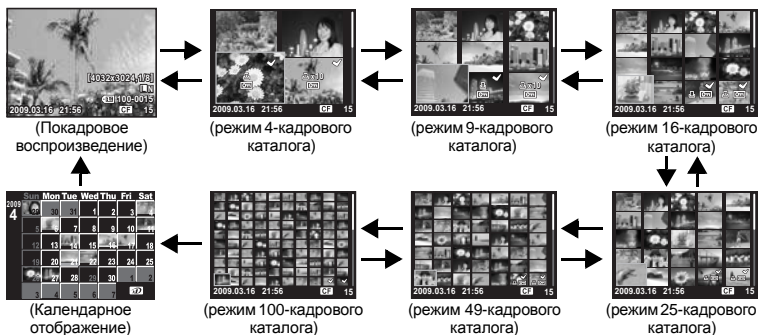 [4032x3024,1/8]
L N
100-0015
2009.03.16 21:56 CF 15
(Покадровое
воспроизведение)
x10
2009.03.16 21:56 CF 15
(режим 4-кадрового
каталога)
x10
2009.03.16 21:56 CF 15
(режим 9-кадрового
каталога)
2009.03.16 21:56 CF 15
(режим 16-кадрового
каталога)
2009
4
Sun Mon Tue Wed Thu Fri Sat
30 31 1 2 3 4
5 6 7 8 9 10 11
12 13 14 15 16 17 18
19 20 21 22 23 24 25
26 27 28 29 30 1 2
3 4 5 6 7
(Календарное
отображение)
2009.03.16 21:56 CF 15
(режим 100-кадрового
каталога)
2009.03.16 21:56 CF 15
(режим 49-кадрового
каталога)
2009.03.16 21:56 CF 15
(режим 25-кадрового
каталога)